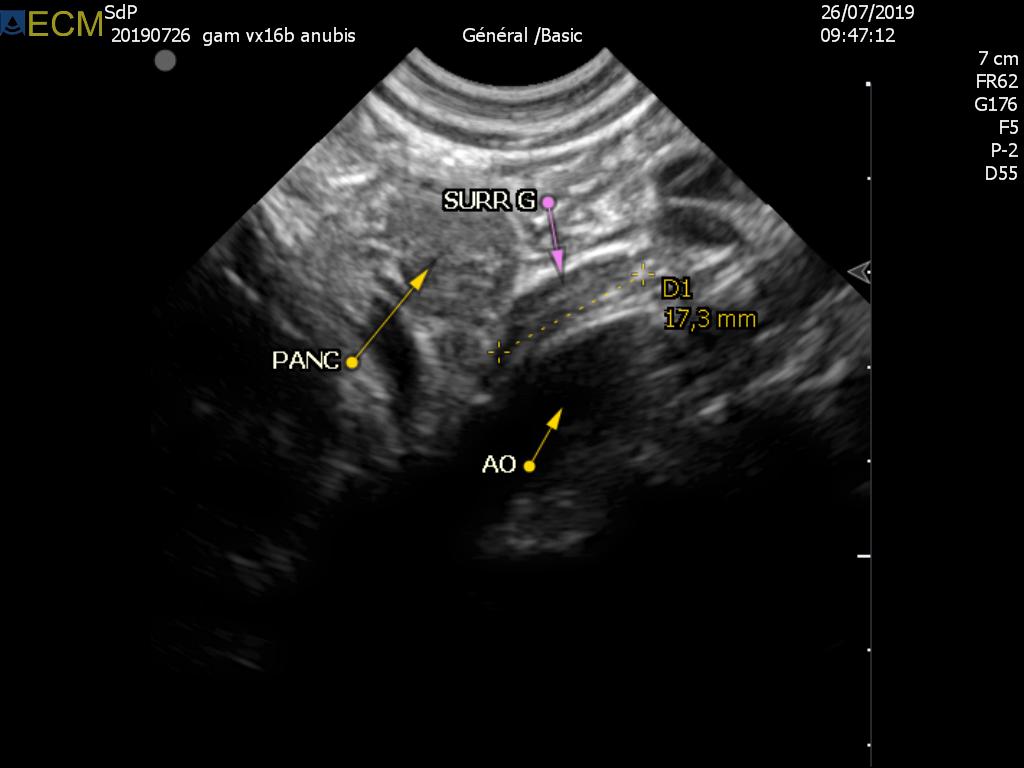 ECM
SdP
20190726 gam vx16b anubis
Général /Basic
26/07/2019
09:47:12
7 cm
FR62
G176
F5
P-2
D55
SURR G
D1
17,3 mm
PANC
AO